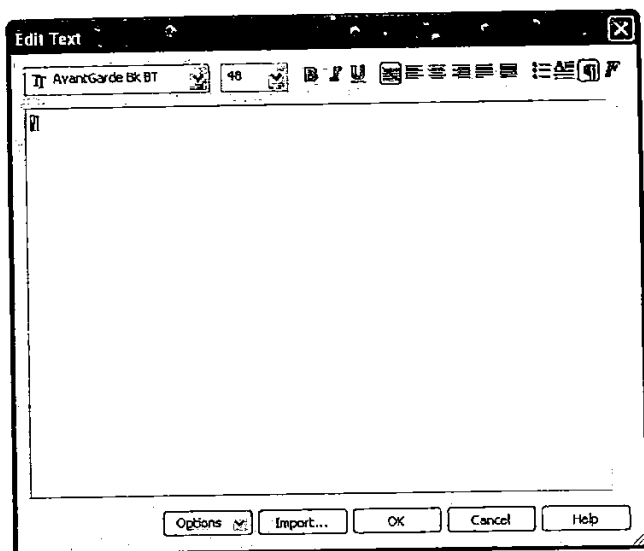 Edit Text
AvantGarde Bk BT 48 B I U F
¶
Options Import... OK Cancel Help